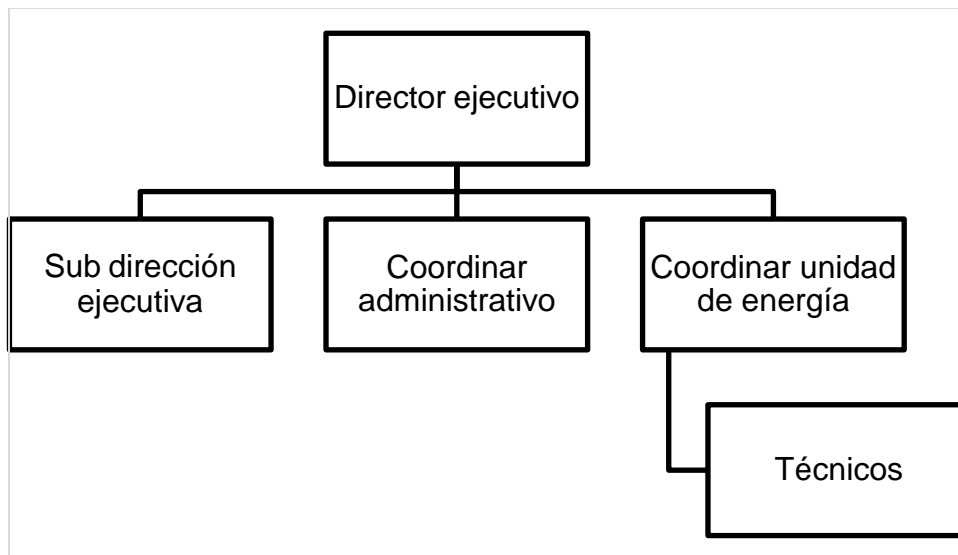 Director ejecutivo
Sub dirección
ejecutiva
Coordinar
administrativo
Coordinar unidad
de energía
Técnicos